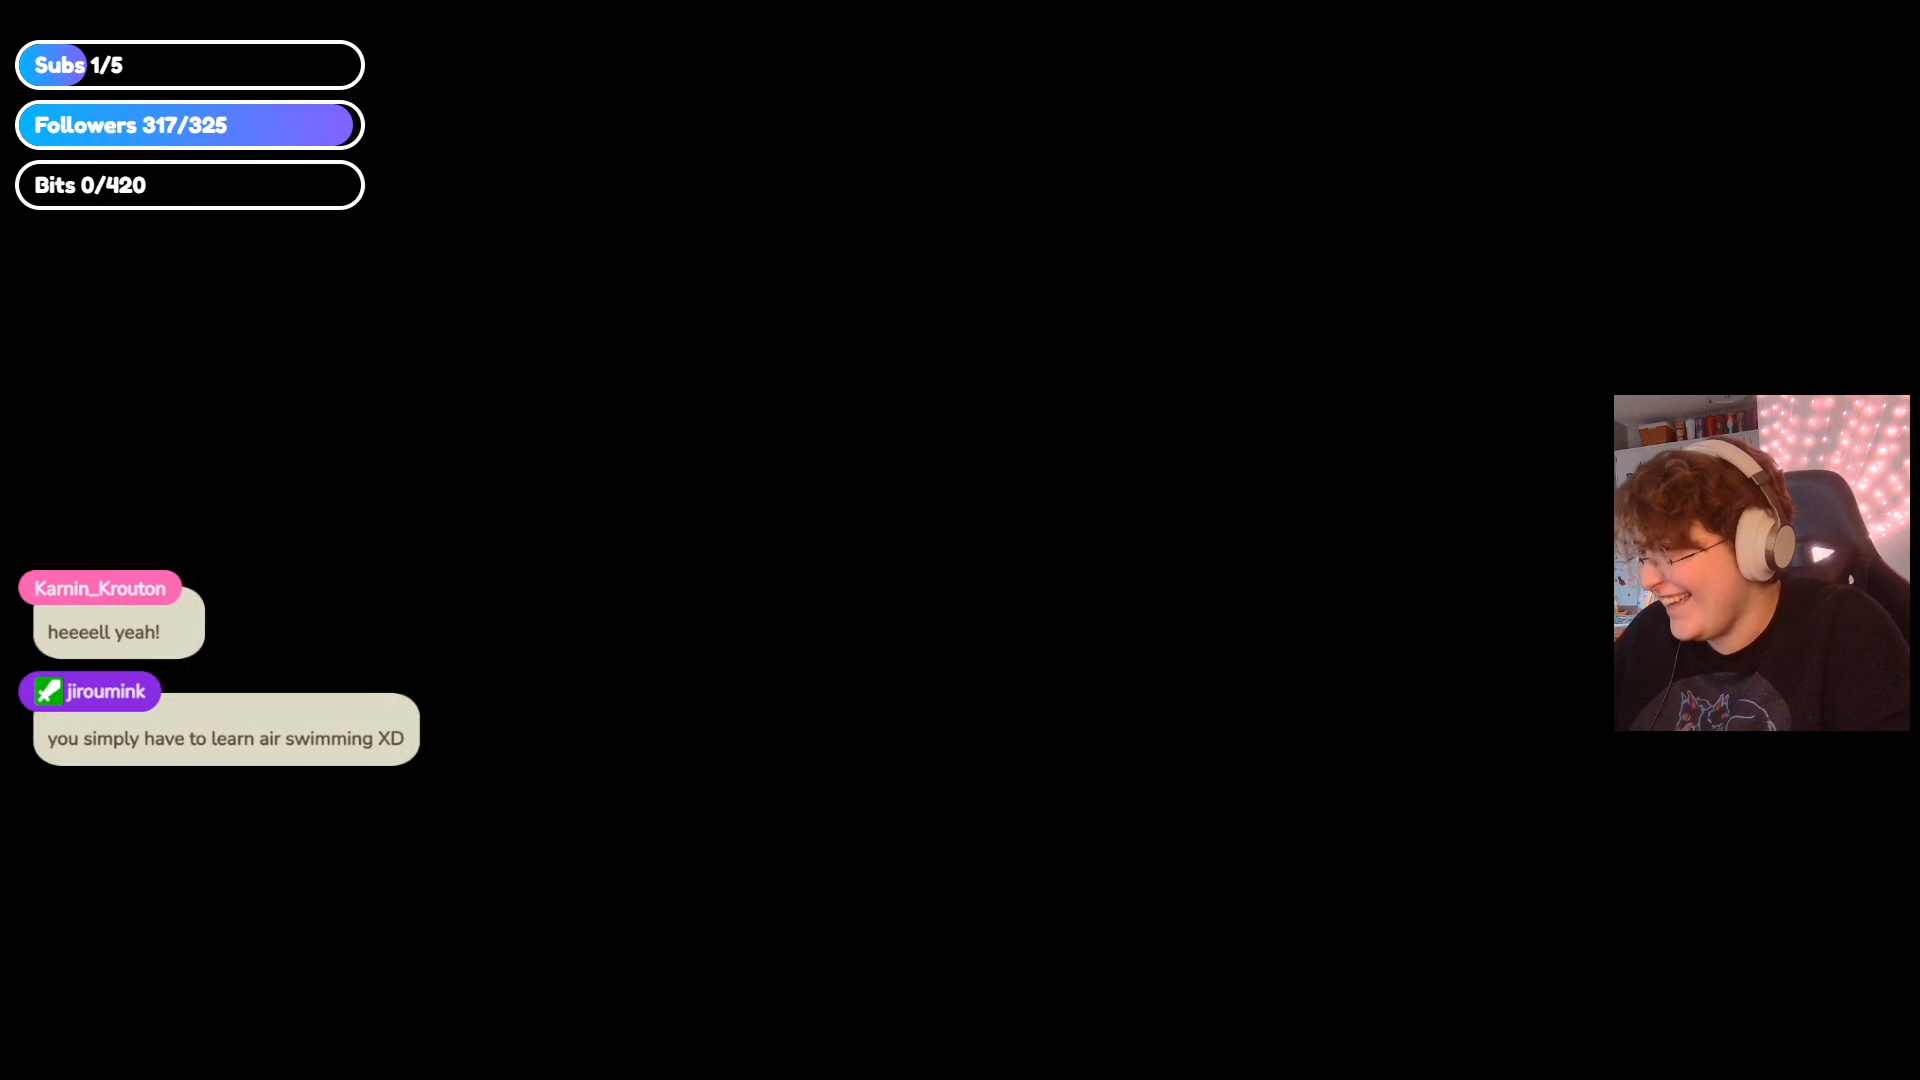 Subs 1/5
Followers 317/325
Bits 0/420
Karnin_Krouton
heeeell yeah!
jiroumink
you simply have to learn air swimming XD